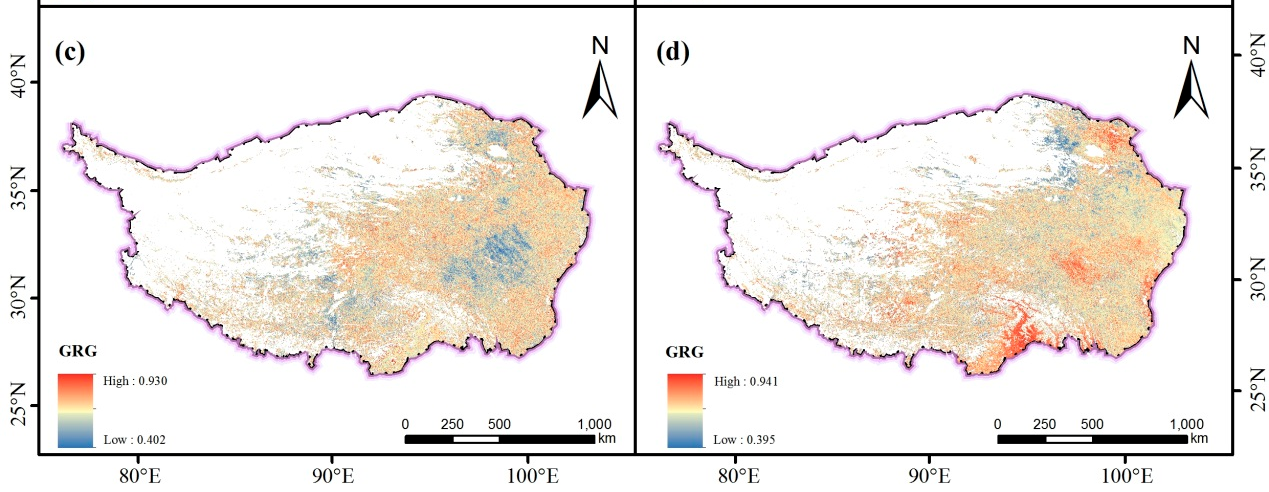 (c)
N
(d)
N
40°N
35°N
30°N
25°N
40°N
35°N
30°N
25°N
GRG
High : 0.930
Low : 0.402
0 250 500 1,000
km
GRG
High : 0.941
Low : 0.395
0 250 500 1,000
km
80°E 90°E 100°E
80°E 90°E 100°E